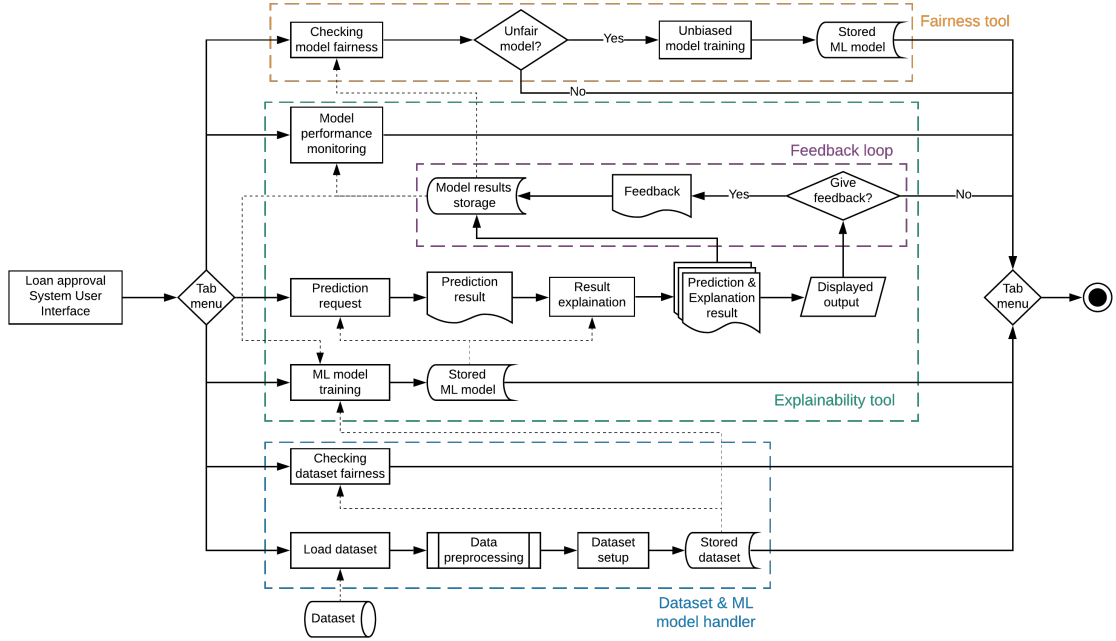 Fairness tool
Checking
model fairness
Unfair
model?
Yes
Unbiased
model training
Stored
ML model
No
Model
performance
monitoring
Feedback loop
Model results
storage
Feedback
Yes
Give
feedback?
No
Loan approval
System User
Interface
Tab
menu
Prediction
request
Prediction
result
Result
explaination
Prediction &
Explanation
result
Displayed
output
Tab
menu
ML model
training
Stored
ML model
Explainability tool
Checking
dataset fairness
Load dataset
Data
preprocessing
Dataset
setup
Stored
dataset
Dataset
Dataset & ML
model handler